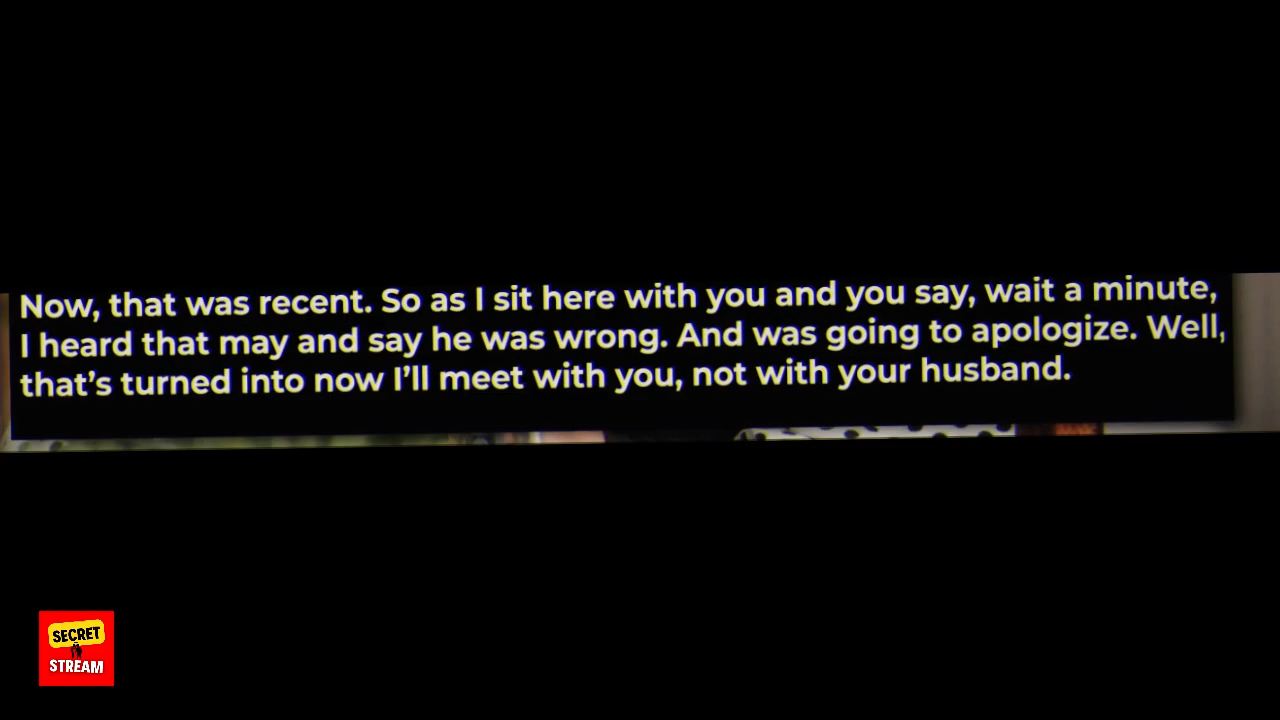 Now, that was recent. So as I sit here with you and you say, wait a minute,
I heard that may and say he was wrong. And was going to apologize. Well,
that’s turned into now I’ll meet with you, not with your husband.
SECRET
STREAM